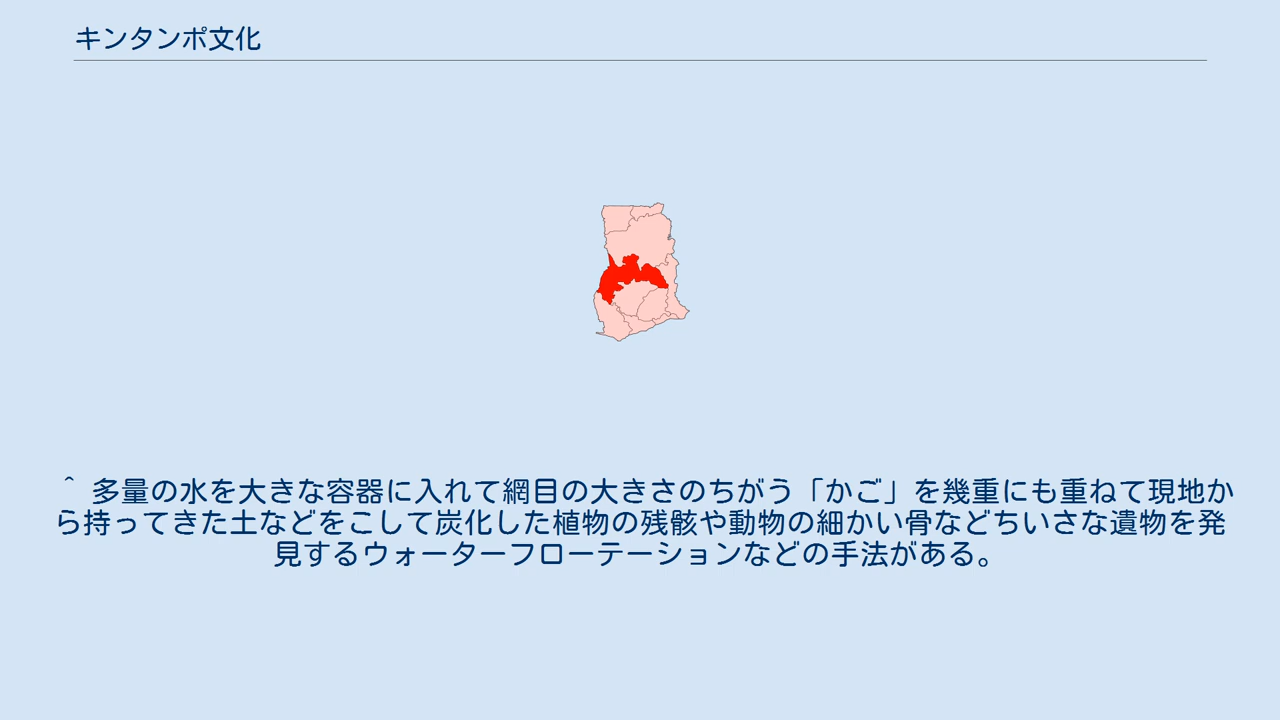 キンタンポ文化
^ 多量の水を大きな容器に入れて網目の大きさのちがう「かご」を幾重にも重ねて現地か
ら持ってきた土などをこして炭化した植物の残骸や動物の細かい骨などちいさな遺物を発
見するウォーターフローテーションなどの手法がある。